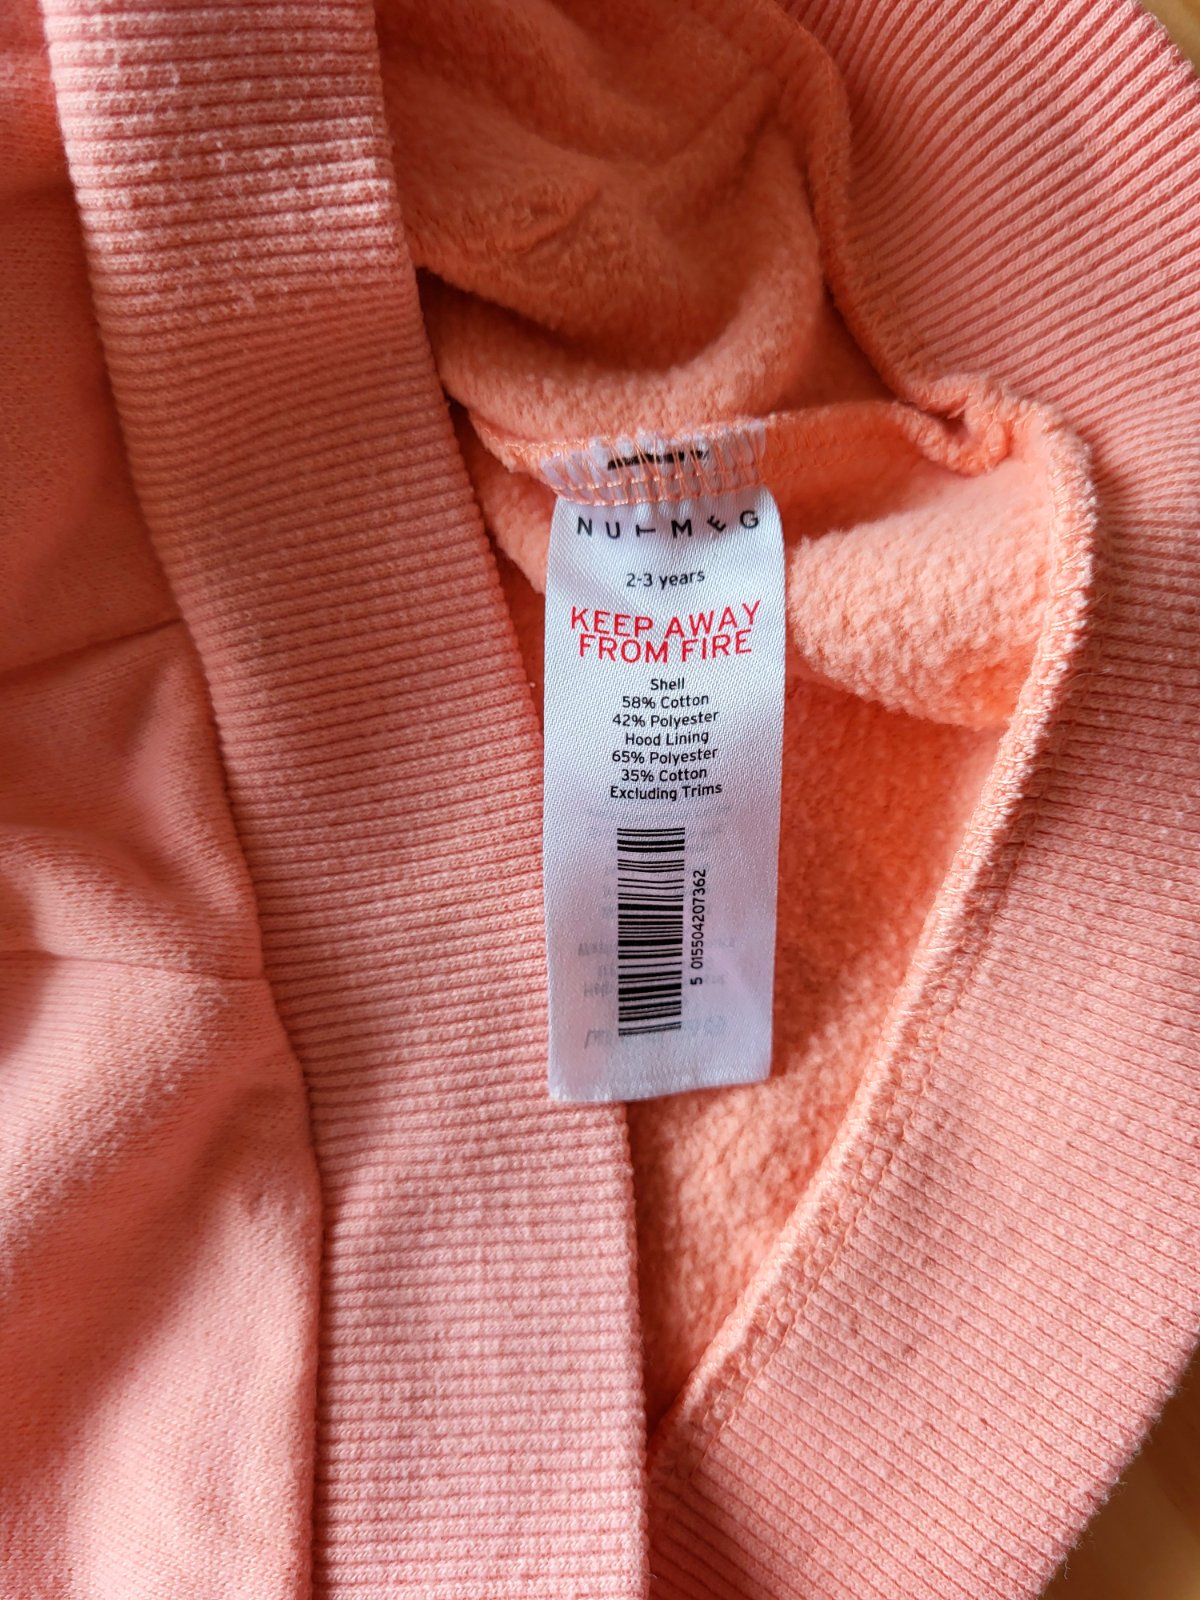 NUTMEG
2-3 years
KEEP AWAY
FROM FIRE
Shell
58% Cotton
42% Polyester
Hood Lining
65% Polyester
35% Cotton
Excluding Trims
5 015504207362